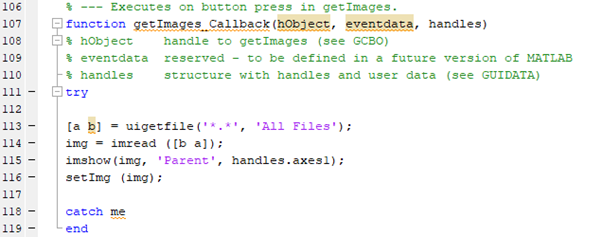 106 % --- Executes on button press in getImages.
107 function getImages_Callback(hObject, eventdata, handles)
108 % hObject    handle to getImages (see GCBO)
109 % eventdata  reserved - to be defined in a future version of MATLAB
110 % handles    structure with handles and user data (see GUIDATA)
111 - try
112
113 - [a b] = uigetfile('*.*', 'All Files');
114 - img = imread ([b a]);
115 - imshow(img, 'Parent', handles.axes1);
116 - setImg (img);
117
118 - catch me
119 - end